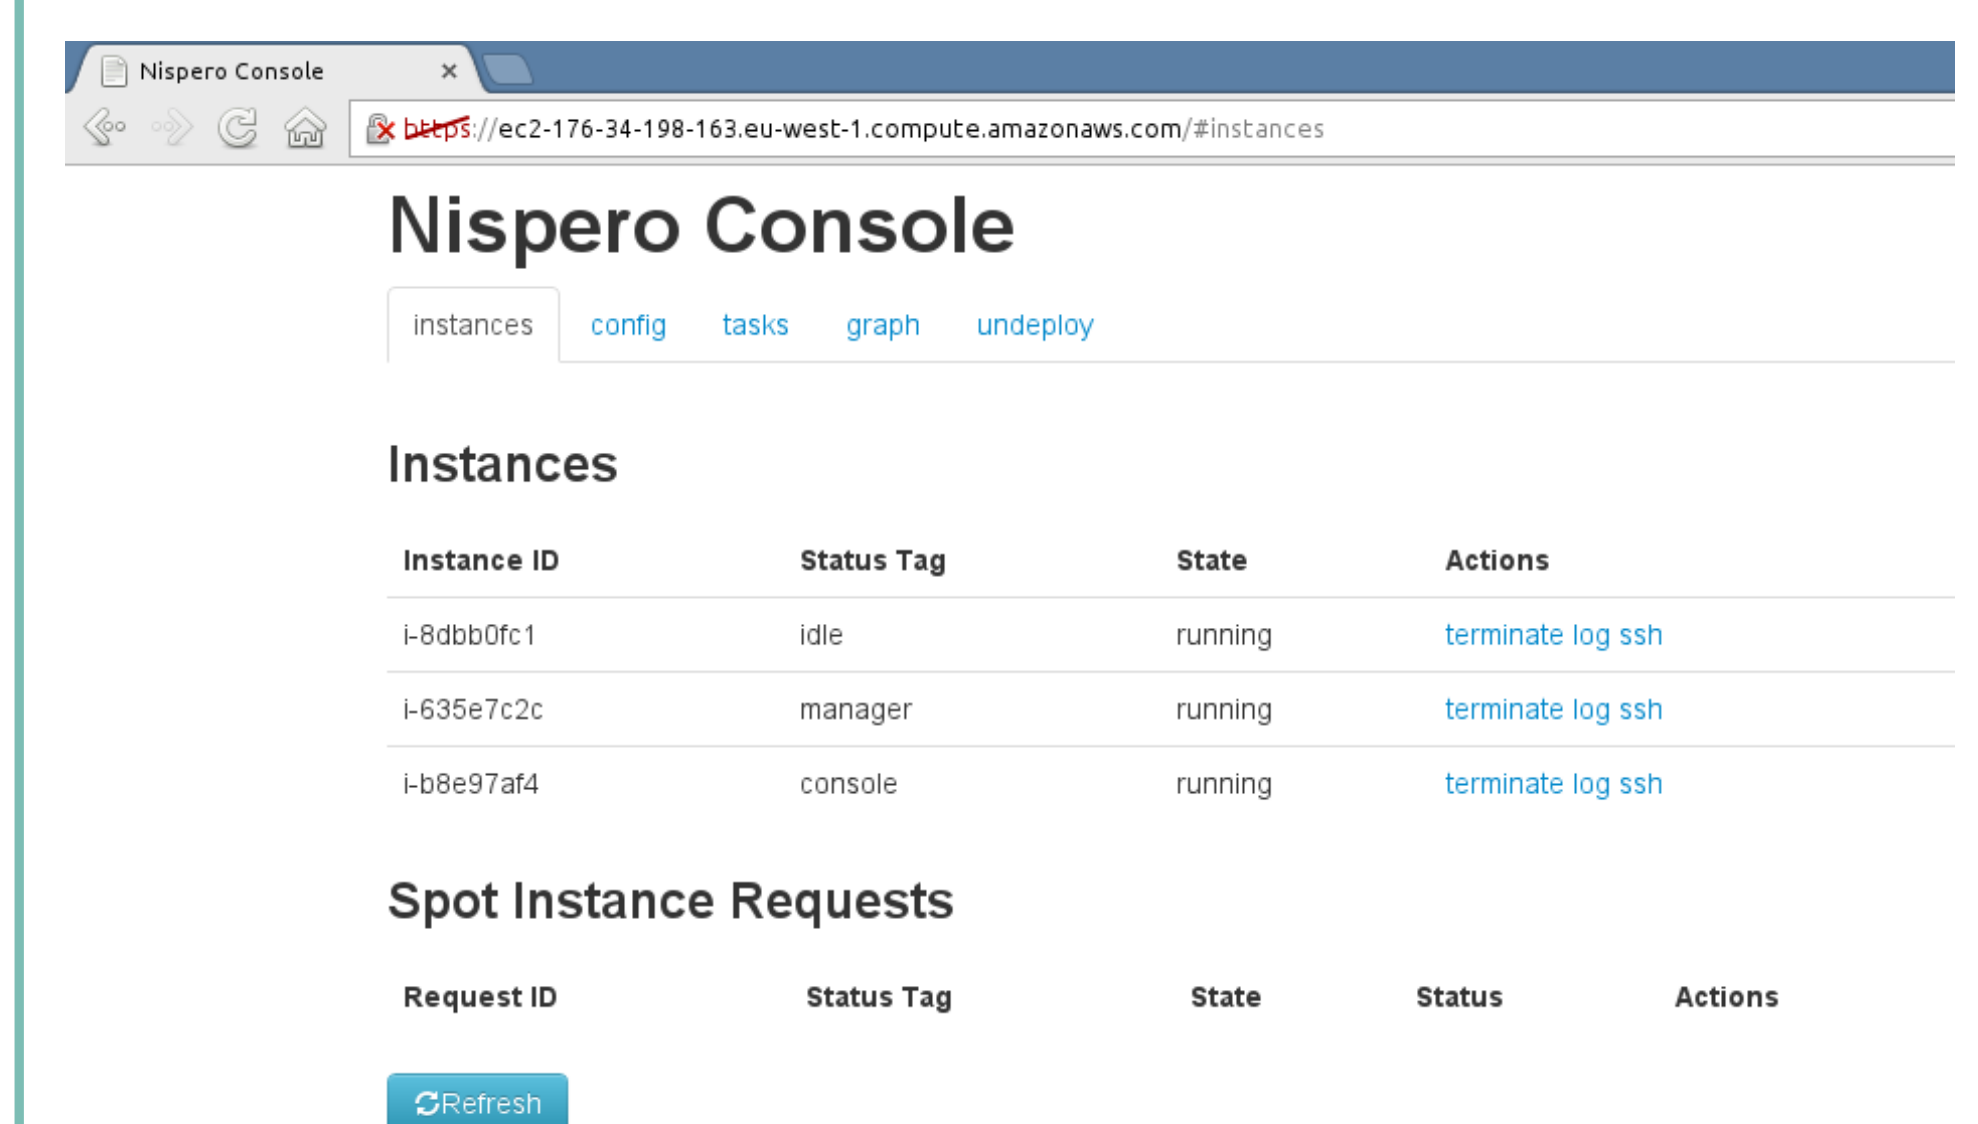 Nispero Console
https://ec2-176-34-198-163.eu-west-1.compute.amazonaws.com/#instances
Nispero Console
instances config tasks graph undeploy
Instances
Instance ID Status Tag State Actions
i-8dbb0fc1 idle running terminate log ssh
i-635e7c2c manager running terminate log ssh
i-b8e97af4 console running terminate log ssh
Spot Instance Requests
Request ID Status Tag State Status Actions
Refresh